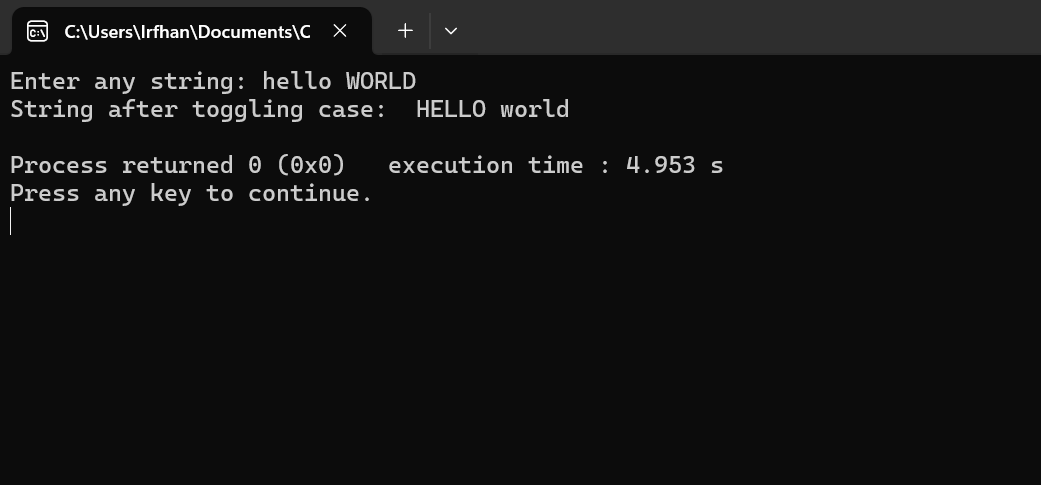 C:\Users\Irfhan\Documents\C
Enter any string: hello WORLD
String after toggling case:  HELLO world
Process returned 0 (0x0)   execution time : 4.953 s
Press any key to continue.